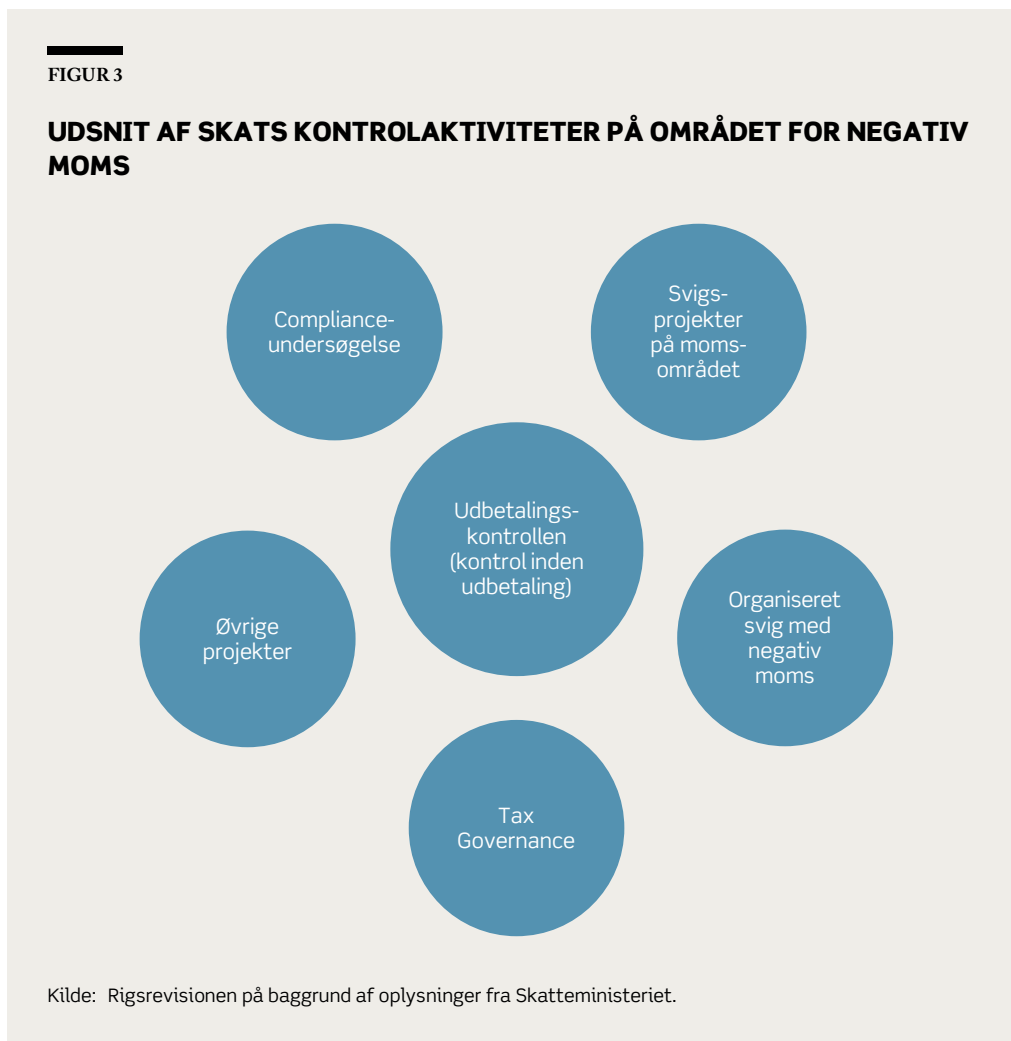 FIGUR 3
UDSNIT AF SKATS KONTROLAKTIVITETER PÅ OMRÅDET FOR NEGATIV
MOMS
Compliance-
undersøgelse
Svigs-
projekter
på moms-
området
Udbetalings-
kontrollen
(kontrol inden
udbetaling)
Øvrige
projekter
Organiseret
svig med
negativ
moms
Tax
Governance
Kilde: Rigsrevisionen på baggrund af oplysninger fra Skatteministeriet.